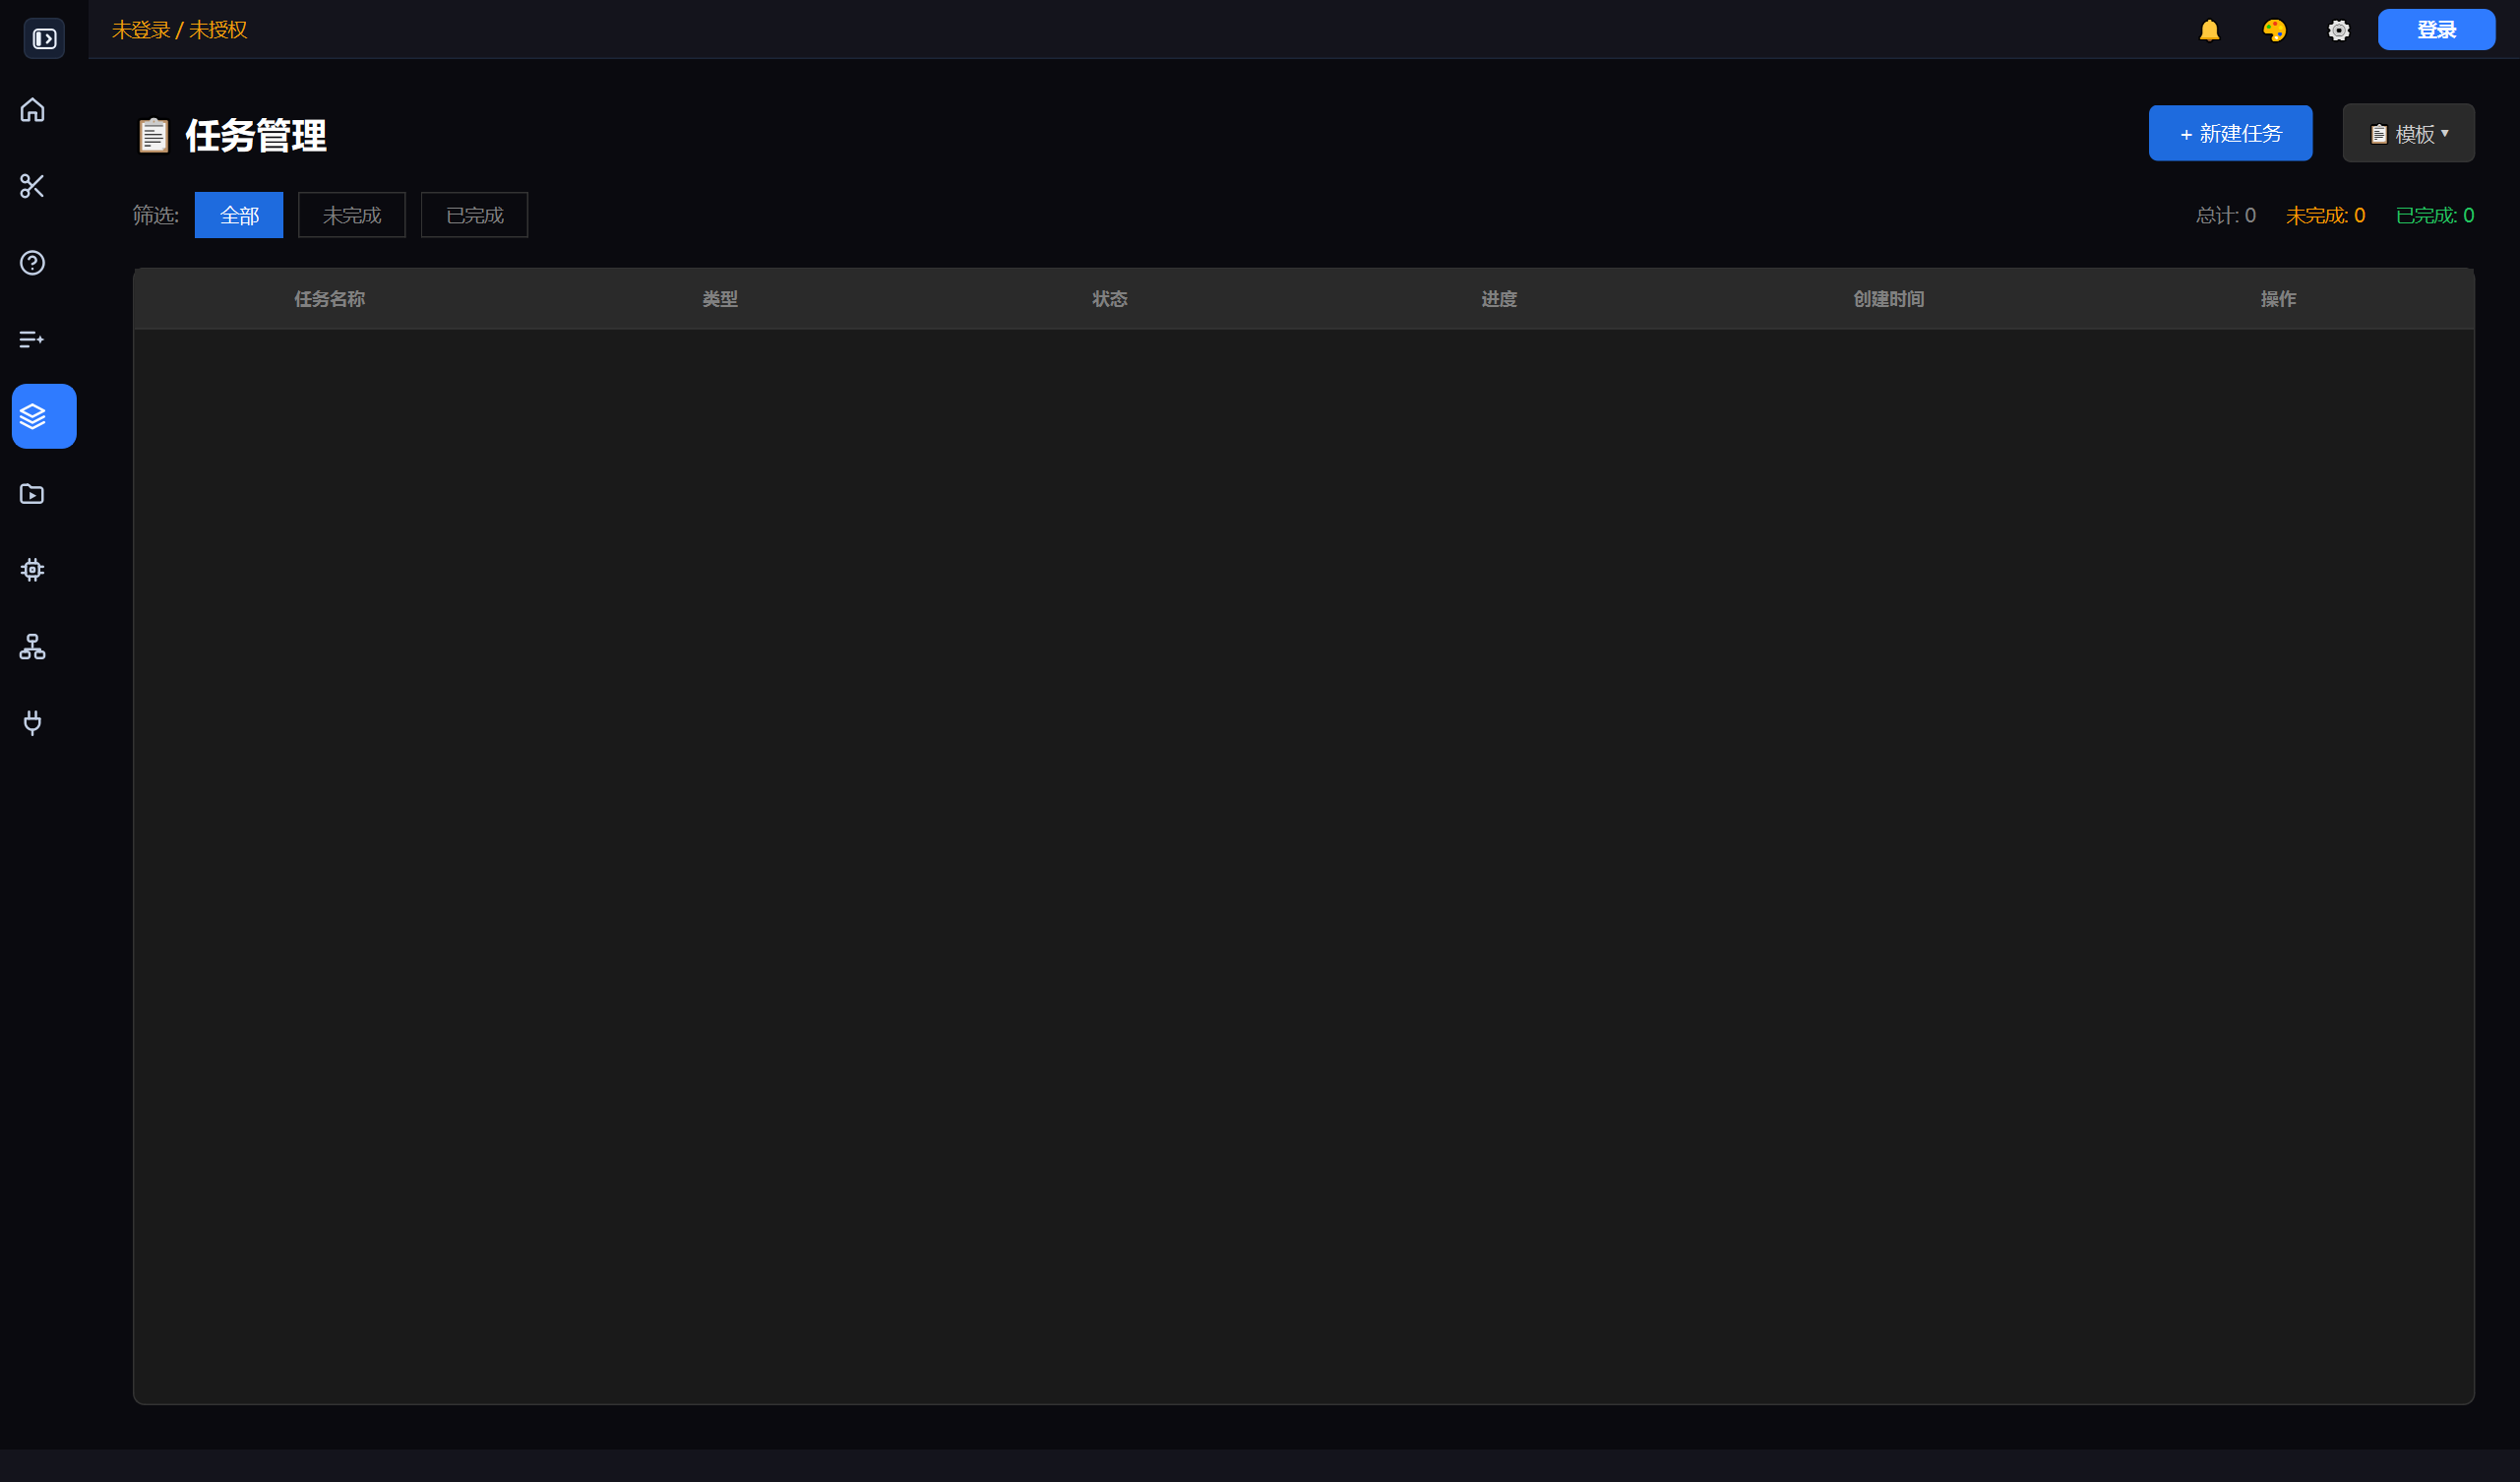 未登录 / 未授权
登录
任务管理
+ 新建任务
模板 ▾
筛选: 全部 未完成 已完成
总计: 0 未完成: 0 已完成: 0
任务名称 类型 状态 进度 创建时间 操作